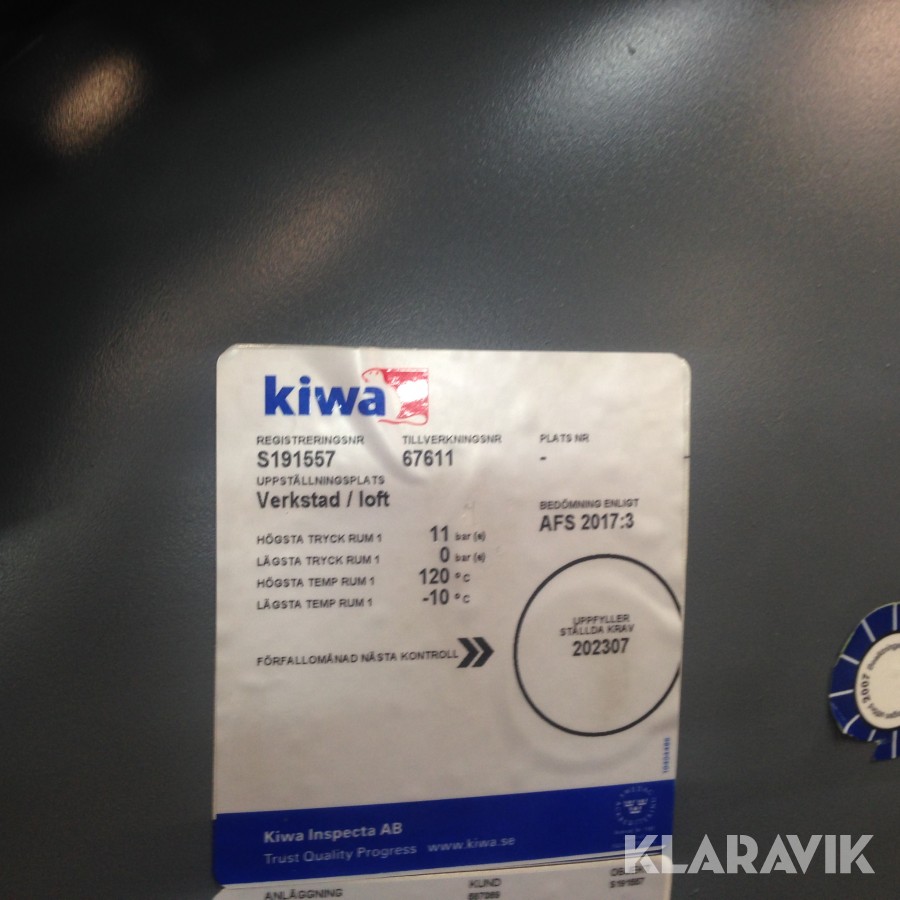 kiwa
REGISTRERINGSNR TILLVERKNINGSNR PLATS NR
S191557 67611 -
UPPSTÄLLNINGSPLATS
Verkstad / loft
BEDÖMNING ENLIGT
AFS 2017:3
HÖGSTA TRYCK RUM 1 11 bar (e)
LÄGSTA TRYCK RUM 1 0 bar (e)
HÖGSTA TEMP RUM 1 120 °C
LÄGSTA TEMP RUM 1 -10 °C
UPPFYLLER
STÄLLDA KRAV
202307
FÖRFALLOMÅNAD NÄSTA KONTROLL
Kiwa Inspecta AB
Trust Quality Progress www.kiwa.se
ANLÄGGNING KUND
S191557
2007
KLARAVIK